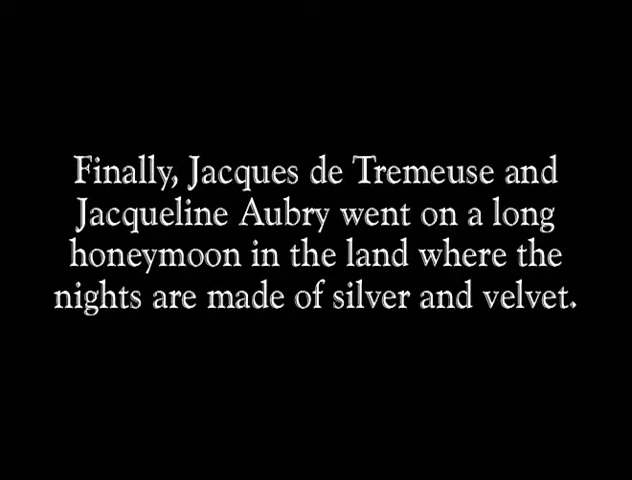 Finally, Jacques de Tremeuse and
Jacqueline Aubry went on a long
honeymoon in the land where the
nights are made of silver and velvet.